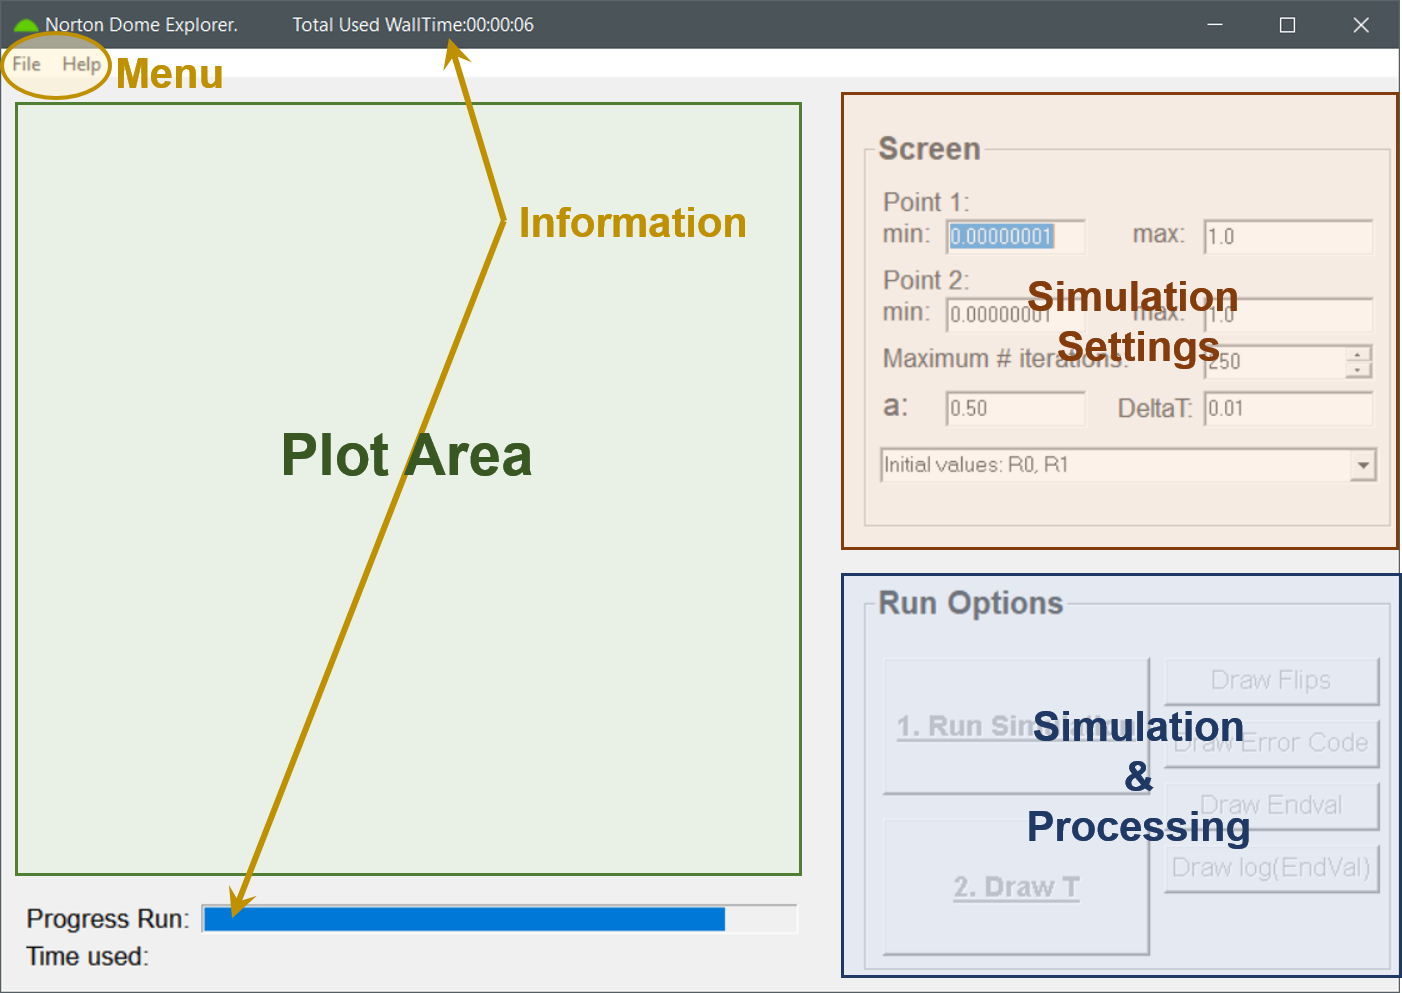 Norton Dome Explorer. Total Used WallTime:00:00:06
File Help
Menu
Information
Plot Area
Screen
Point 1:
min: 0.00000001 max: 1.0
Point 2:
min: 0.00000001 max: 1.0
Simulation
Settings
Maximum # iterations: 250
a: 0.50 DeltaT: 0.01
Initial values: R0, R1
Run Options
1. Run Simulation
Draw Flips
Draw Error Code
Draw Endval
Draw log(EndVal)
2. Draw T
Simulation
&
Processing
Progress Run:
Time used: